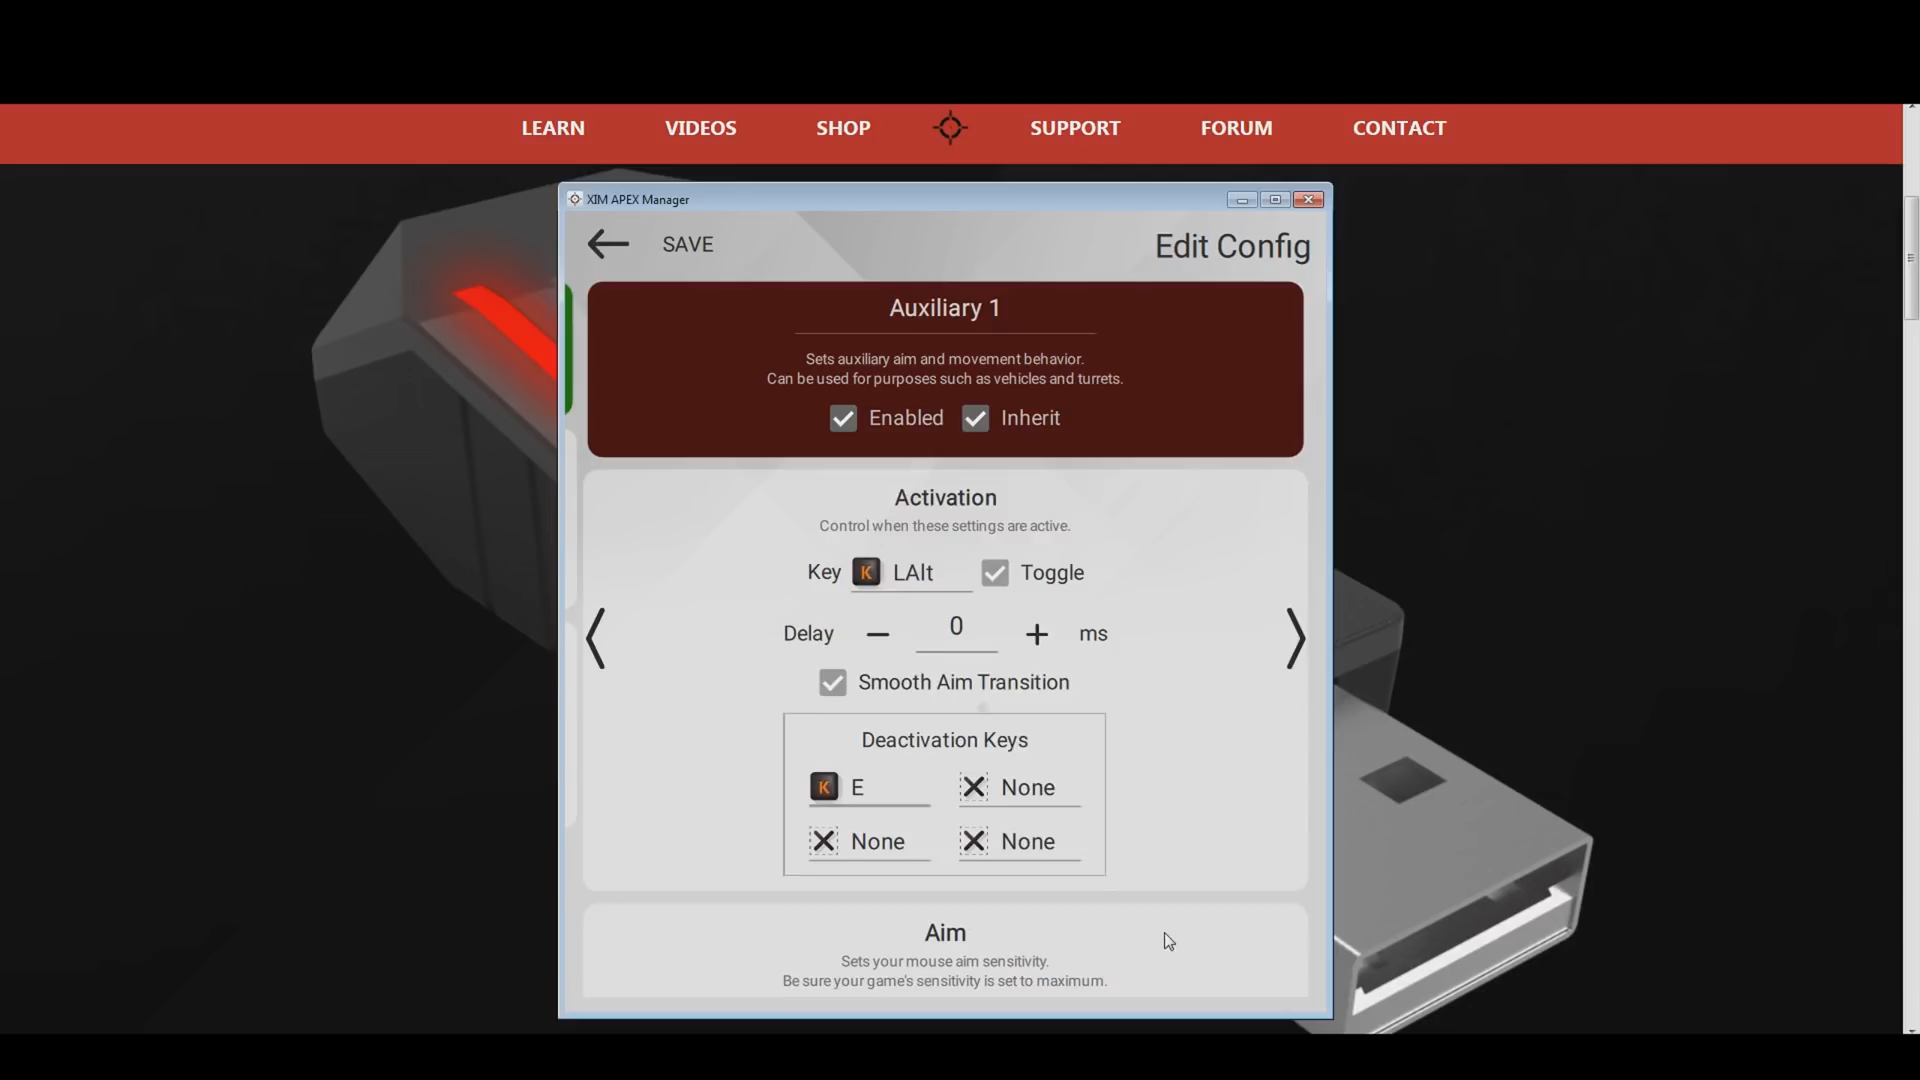 LEARN VIDEOS SHOP SUPPORT FORUM CONTACT
XIM APEX Manager
SAVE Edit Config
Auxiliary 1
Sets auxiliary aim and movement behavior.
Can be used for purposes such as vehicles and turrets.
Enabled Inherit
Activation
Control when these settings are active.
Key K LAlt Toggle
Delay − 0 + ms
Smooth Aim Transition
Deactivation Keys
K E None
None None
Aim
Sets your mouse aim sensitivity.
Be sure your game's sensitivity is set to maximum.